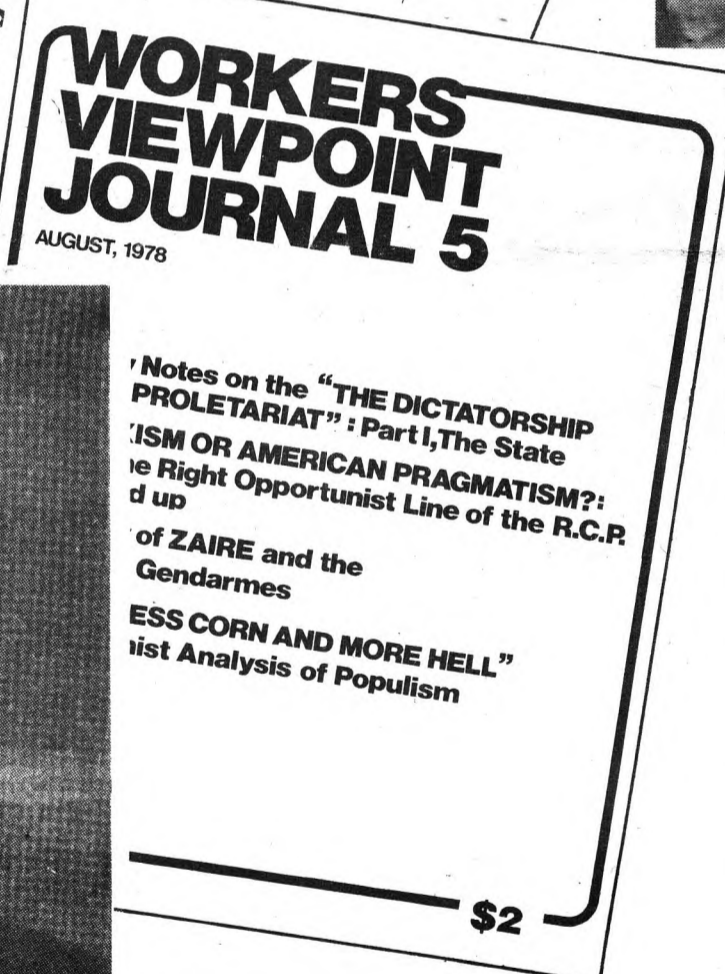 WORKERS
VIEWPOINT
JOURNAL 5
AUGUST, 1978
Notes on the “THE DICTATORSHIP
PROLETARIAT” : Part I, The State
ISM OR AMERICAN PRAGMATISM?:
Right Opportunist Line of the R.C.P.
up
of ZAIRE and the
Gendarmes
ESS CORN AND MORE HELL”
ist Analysis of Populism
$2